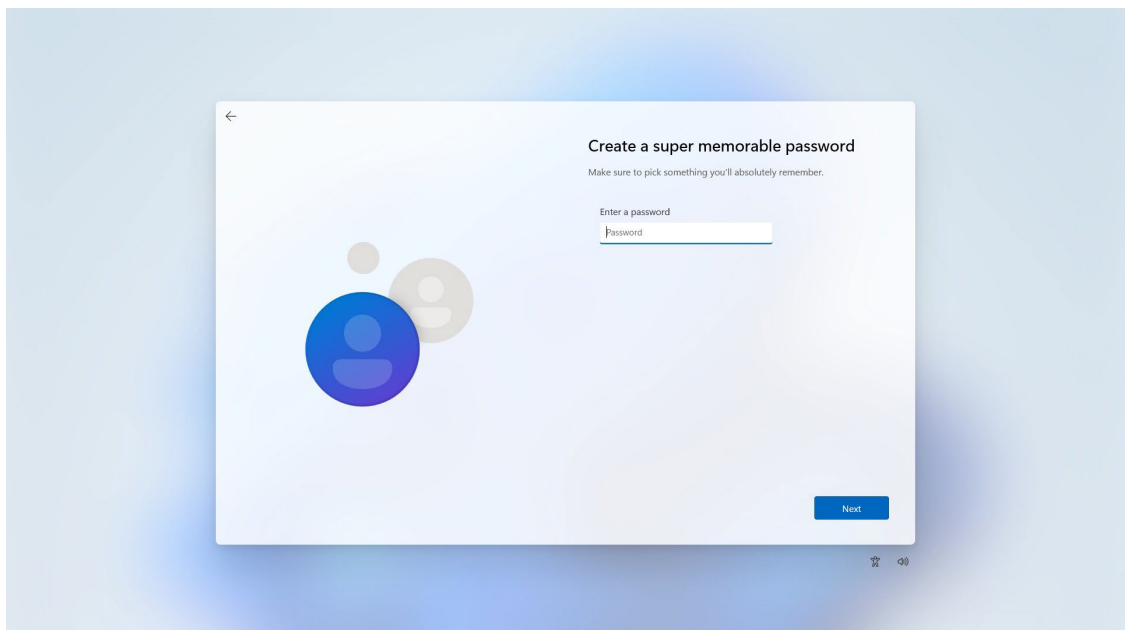 Create a super memorable password
Make sure to pick something you'll absolutely remember.
Enter a password
Password
Next